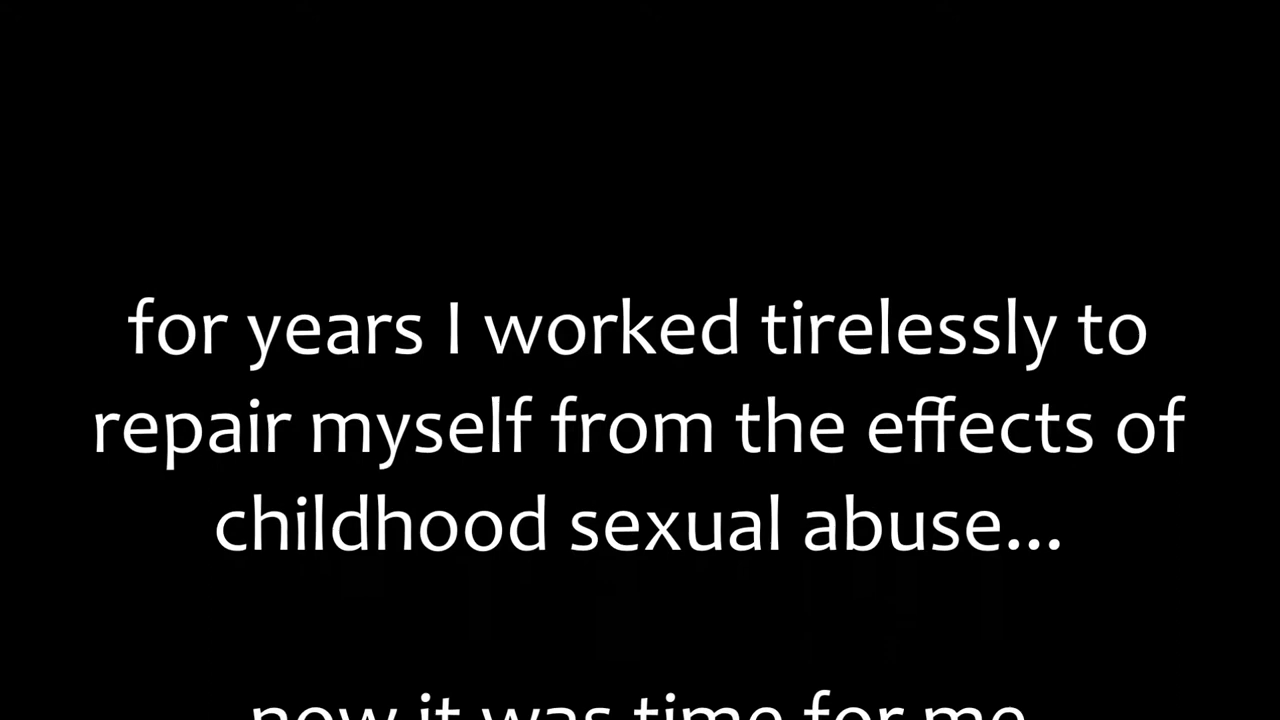 for years I worked tirelessly to
repair myself from the effects of
childhood sexual abuse...
now it was time for me